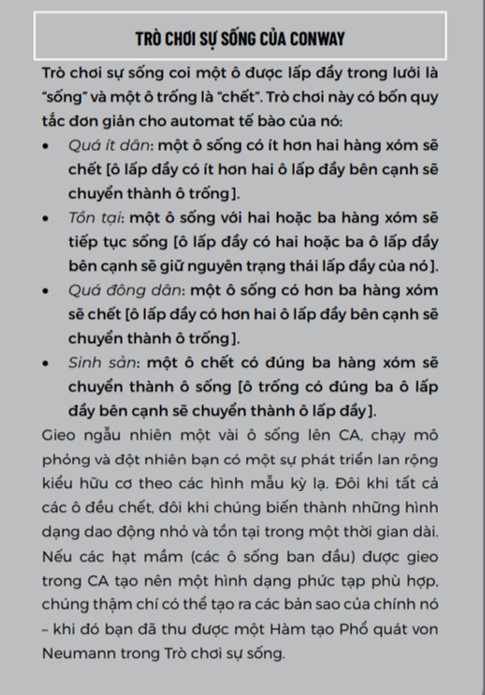 TRÒ CHƠI SỰ SỐNG CỦA CONWAY
Trò chơi sự sống coi một ô được lấp đầy trong lưới là
“sống” và một ô trống là “chết”. Trò chơi này có bốn quy
tắc đơn giản cho automat tế bào của nó:
• Quá ít dân: một ô sống có ít hơn hai hàng xóm sẽ
chết [ô lấp đầy có ít hơn hai ô lấp đầy bên cạnh sẽ
chuyển thành ô trống].
• Tồn tại: một ô sống với hai hoặc ba hàng xóm sẽ
tiếp tục sống [ô lấp đầy có hai hoặc ba ô lấp đầy
bên cạnh sẽ giữ nguyên trạng thái lấp đầy của nó].
• Quá đông dân: một ô sống có hơn ba hàng xóm
sẽ chết [ô lấp đầy có hơn hai ô lấp đầy bên cạnh sẽ
chuyển thành ô trống].
• Sinh sản: một ô chết có đúng ba hàng xóm sẽ
chuyển thành ô sống [ô trống có đúng ba ô lấp
đầy bên cạnh sẽ chuyển thành ô lấp đầy].
Gieo ngẫu nhiên một vài ô sống lên CA, chạy mô
phỏng và đột nhiên bạn có một sự phát triển lan rộng
kiểu hữu cơ theo các hình mẫu kỳ lạ. Đôi khi tất cả
các ô đều chết, đôi khi chúng biến thành những hình
dạng dao động nhỏ và tồn tại trong một thời gian dài.
Nếu các hạt mầm (các ô sống ban đầu) được gieo
trong CA tạo nên một hình dạng phức tạp phù hợp,
chúng thậm chí có thể tạo ra các bản sao của chính nó
– khi đó bạn đã thu được một Hàm tạo Phổ quát von
Neumann trong Trò chơi sự sống.